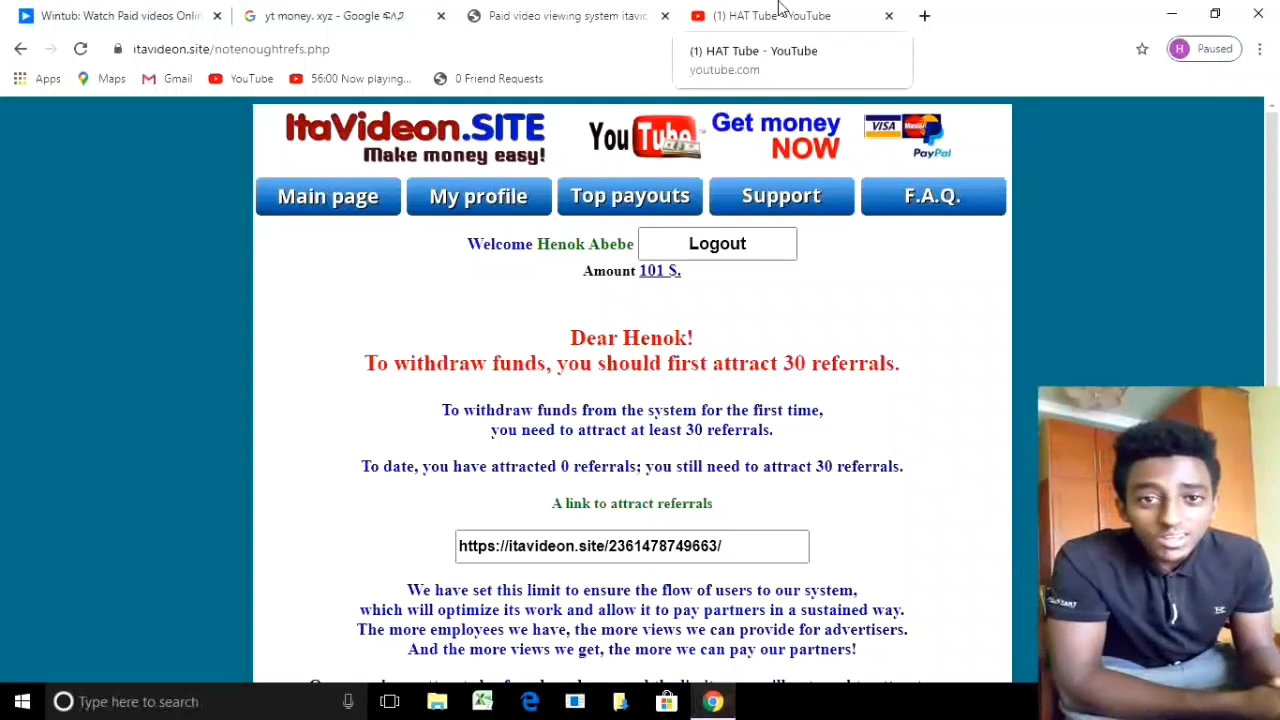 Wintub: Watch Paid videos Onlin
yt money. xyz - Google
Paid video viewing system itavid
(1) HAT Tube - YouTube
itavideon.site/notenoughtrefs.php
(1) HAT Tube - YouTube
youtube.com
H Paused
Apps
Maps
Gmail
YouTube
56:00 Now playing...
0 Friend Requests
ItaVideon.SITE
Make money easy!
YouTube
Get money
NOW
VISA
Master
PayPal
Main page
My profile
Top payouts
Support
F.A.Q.
Welcome Henok Abebe Logout
Amount 101 $.
Dear Henok!
To withdraw funds, you should first attract 30 referrals.
To withdraw funds from the system for the first time,
you need to attract at least 30 referrals.
To date, you have attracted 0 referrals; you still need to attract 30 referrals.
A link to attract referrals
https://itavideon.site/2361478749663/
We have set this limit to ensure the flow of users to our system,
which will optimize its work and allow it to pay partners in a sustained way.
The more employees we have, the more views we can provide for advertisers.
And the more views we get, the more we can pay our partners!
Type here to search